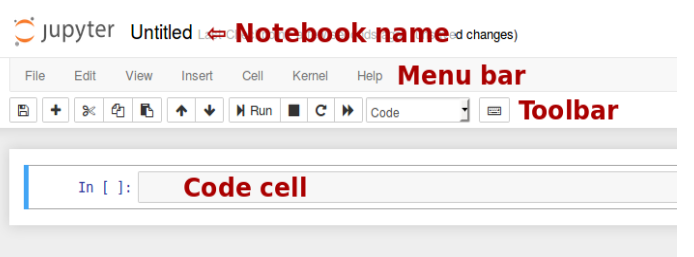 jupyter Untitled ⇐ Notebook name d changes)
File Edit View Insert Cell Kernel Help Menu bar
Run Code Toolbar
In [ ]: Code cell